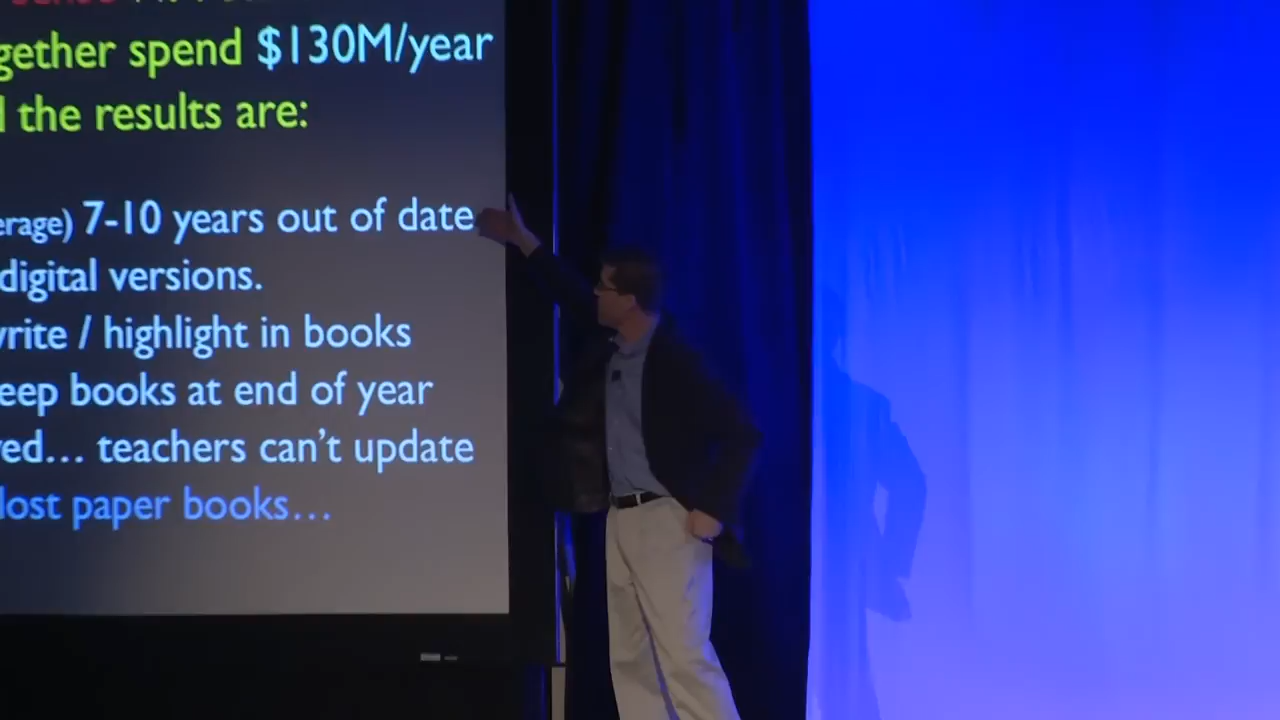 gether spend $130M/year
the results are:
erage) 7-10 years out of date
digital versions.
write / highlight in books
eep books at end of year
ed... teachers can't update
lost paper books...